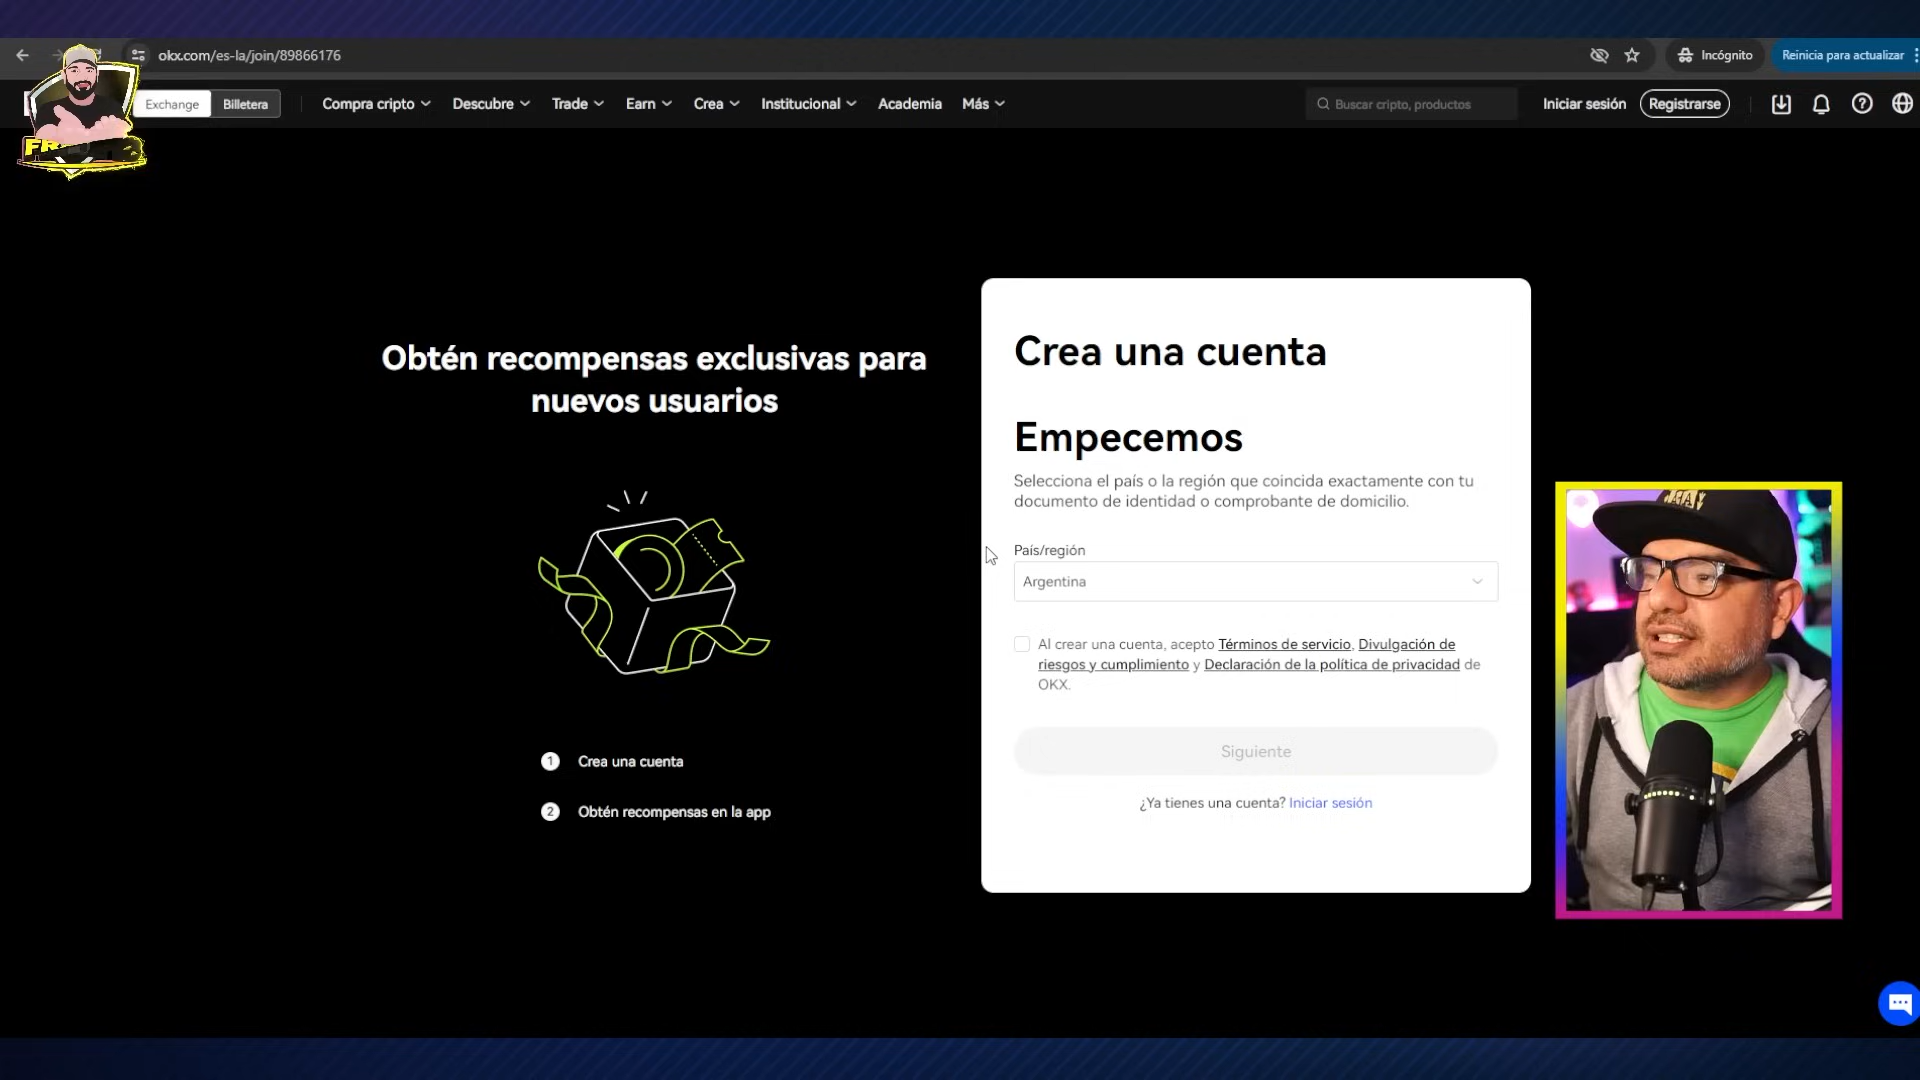 okx.com/es-la/join/89866176
Incógnito
Reinicia para actualizar
Exchange
Billetera
Compra cripto
Descubre
Trade
Earn
Crea
Institucional
Academia
Más
Buscar cripto, productos
Iniciar sesión
Registrarse
Obtén recompensas exclusivas para
nuevos usuarios
1 Crea una cuenta
2 Obtén recompensas en la app
Crea una cuenta
Empecemos
Selecciona el país o la región que coincida exactamente con tu
documento de identidad o comprobante de domicilio.
País/región
Argentina
Al crear una cuenta, acepto Términos de servicio, Divulgación de
riesgos y cumplimiento y Declaración de la política de privacidad de
OKX.
Siguiente
¿Ya tienes una cuenta? Iniciar sesión